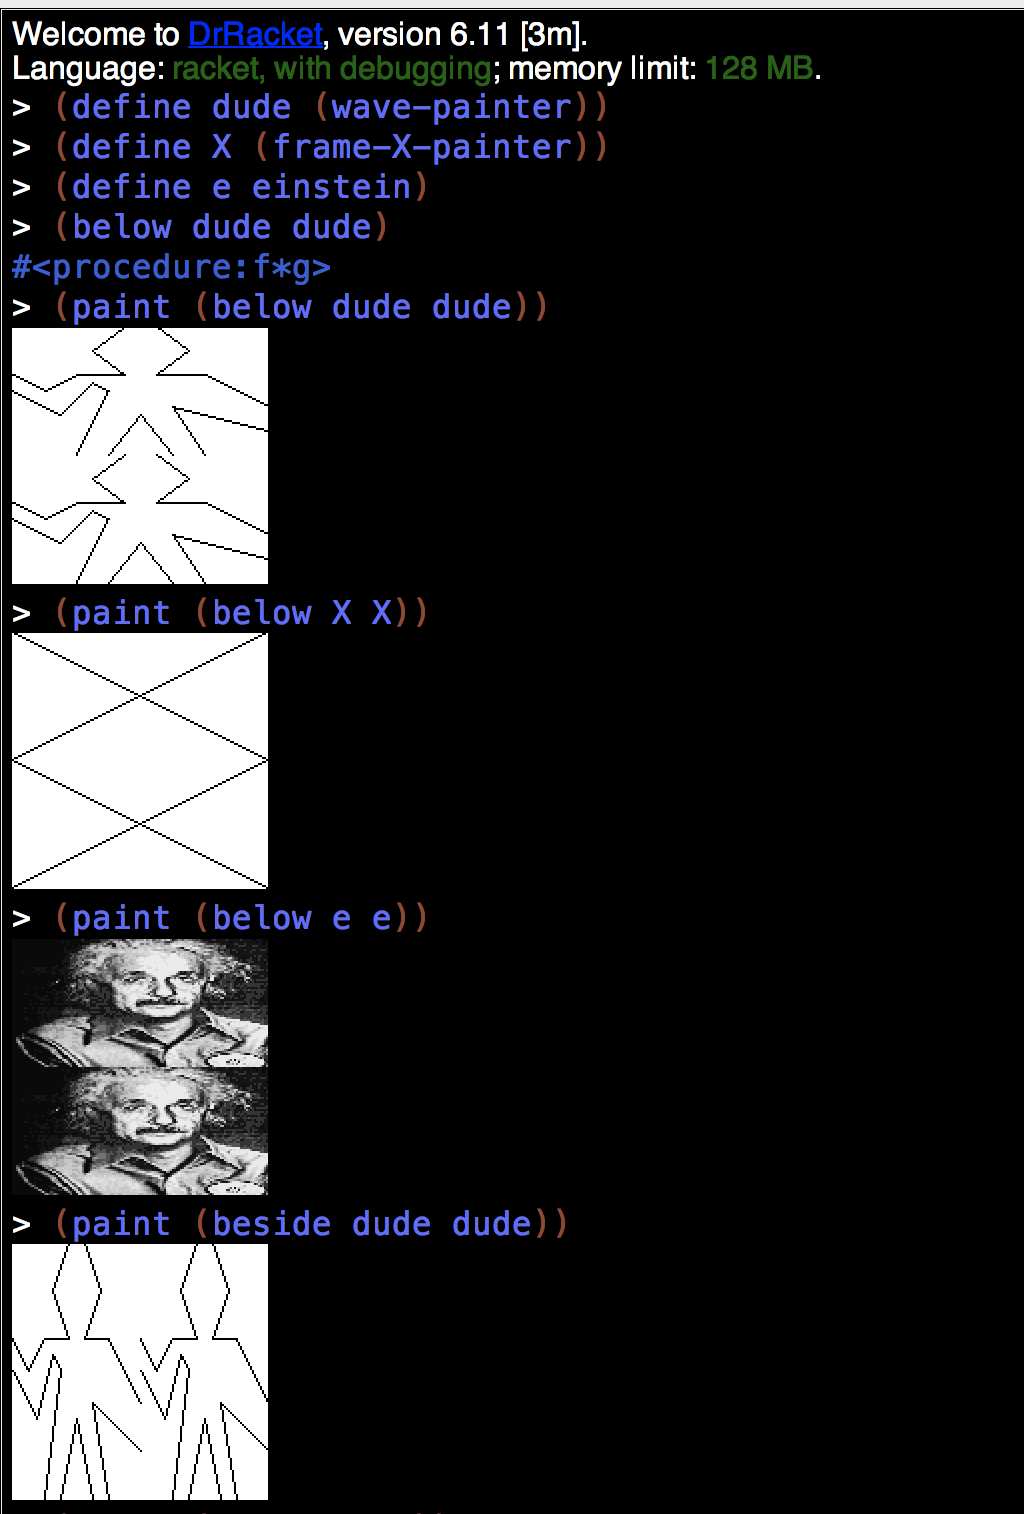 Welcome to DrRacket, version 6.11 [3m].
Language: racket, with debugging; memory limit: 128 MB.
> (define dude (wave-painter))
> (define X (frame-X-painter))
> (define e einstein)
> (below dude dude)
#<procedure:f*g>
> (paint (below dude dude))
> (paint (below X X))
> (paint (below e e))
> (paint (beside dude dude))